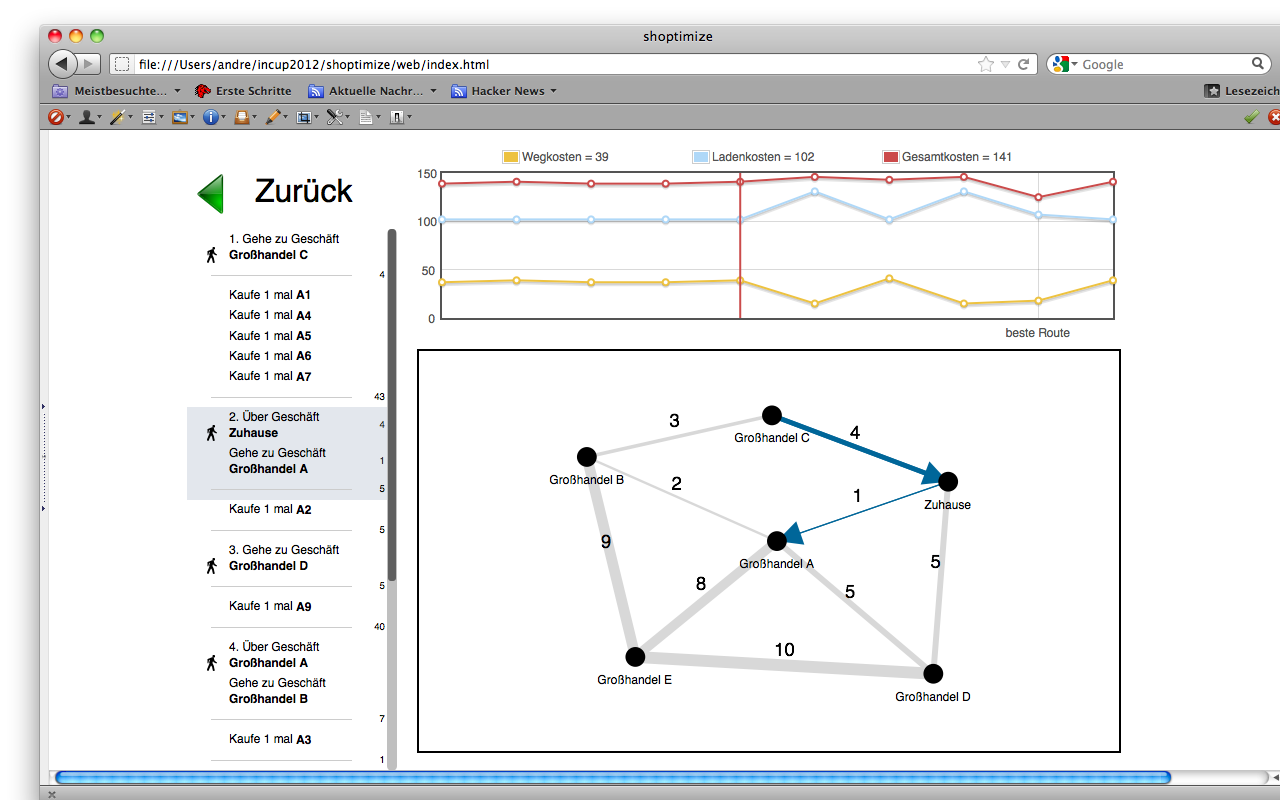 shoptimize
file:///Users/andre/incup2012/shoptimize/web/index.html
Google
Meistbesuchte...
Erste Schritte
Aktuelle Nachr...
Hacker News
Lesezeich
Zurück
1. Gehe zu Geschäft
Großhandel C
4
Kaufe 1 mal A1
Kaufe 1 mal A4
Kaufe 1 mal A5
Kaufe 1 mal A6
Kaufe 1 mal A7
43
2. Über Geschäft
4
Zuhause
Gehe zu Geschäft
1
Großhandel A
5
Kaufe 1 mal A2
5
3. Gehe zu Geschäft
Großhandel D
5
Kaufe 1 mal A9
40
4. Über Geschäft
Großhandel A
Gehe zu Geschäft
Großhandel B
7
Kaufe 1 mal A3
1
Wegkosten = 39
Ladenkosten = 102
Gesamtkosten = 141
150
100
50
0
beste Route
3
Großhandel C
4
Großhandel B
2
1
Zuhause
9
Großhandel A
5
8
5
10
Großhandel E
Großhandel D